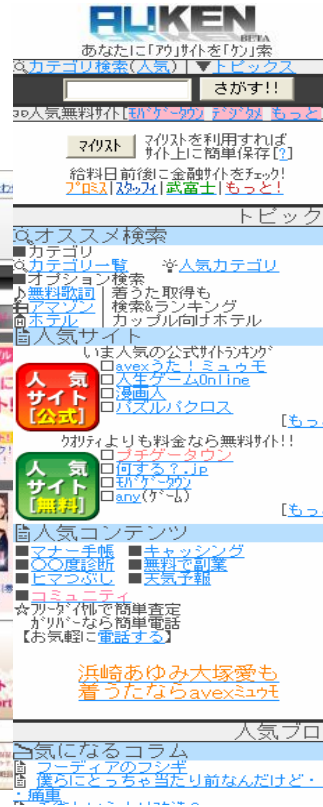 AUKEN
BETA
あなたに｢アウ｣ｻｲﾄを｢ケン｣索
カテゴリ検索(人気)|▼トピックス
さがす!!
人気無料ｻｲﾄ[ﾓﾊﾞｹﾞｰﾀｳﾝ ﾃﾞｼﾞｸﾒ もっと
マイリスト マイリストを利用すれば
ｻｲﾄ上に簡単保存[?]
給料日前後に金融ｻｲﾄをﾁｪｯｸ!
ﾌﾟﾛﾐｽ|ｽﾀｯﾌｨ|武富士|もっと!
トピック
オススメ検索
■カテゴリ
カテゴリ一覧 人気カテゴリ
■オプション検索
♪無料歌詞|着うた取得も
アマゾン|検索&ランキング
ホテル|カップル向けホテル
人気サイト
いま人気の公式ｻｲﾄﾗﾝｷﾝｸﾞ
人気サイト[公式]
□avexうた!ミュゥモ
□人生ゲームOnline
□漫画人
□パズルパクロス
[もっ
ｸｵﾘﾃｨよりも料金なら無料ｻｲﾄ!!
人気サイト[無料]
□プチゲータウン
□何する?.jp
□ﾓﾊﾞｹﾞｰﾀｳﾝ
□any(ｹﾞｰﾑ)
[もっ
人気コンテンツ
■マナー手帳 ■キャッシング
■○○度診断 ■無料で副業
■ヒマつぶし ■天気予報
■コミュニティ
☆ﾌﾘｰﾀﾞｲﾔﾙで簡単査定
ｶﾞﾘﾊﾞｰなら簡単電話
【お気軽に電話する】
浜崎あゆみ大塚愛も
着うたならavexﾐｭｩﾓ
人気ブロ
気になるコラム
フーディアのフシギ
僕らにとっちゃ当たり前なんだけど・
・痛車